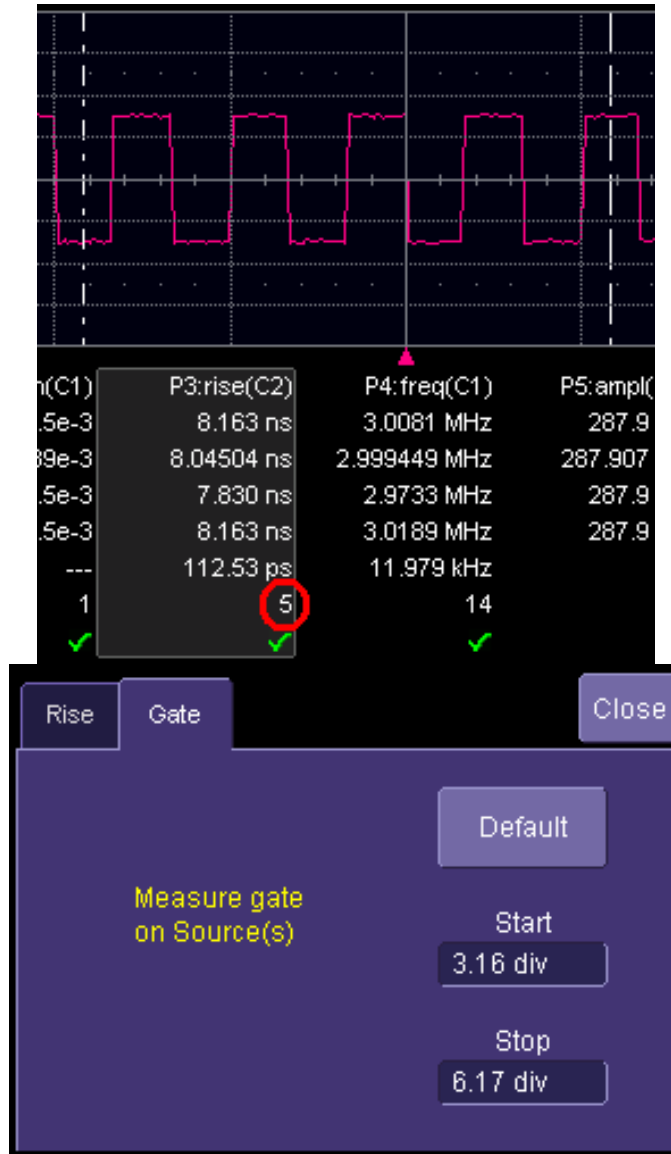 n(C1) P3:rise(C2) P4:freq(C1) P5:ampl(
.5e-3 8.163 ns 3.0081 MHz 287.9
39e-3 8.04504 ns 2.999449 MHz 287.907
.5e-3 7.830 ns 2.9733 MHz 287.9
.5e-3 8.163 ns 3.0189 MHz 287.9
--- 112.53 ps 11.979 kHz
1 5 14
Rise Gate Close
Default
Measure gate
on Source(s)
Start
3.16 div
Stop
6.17 div